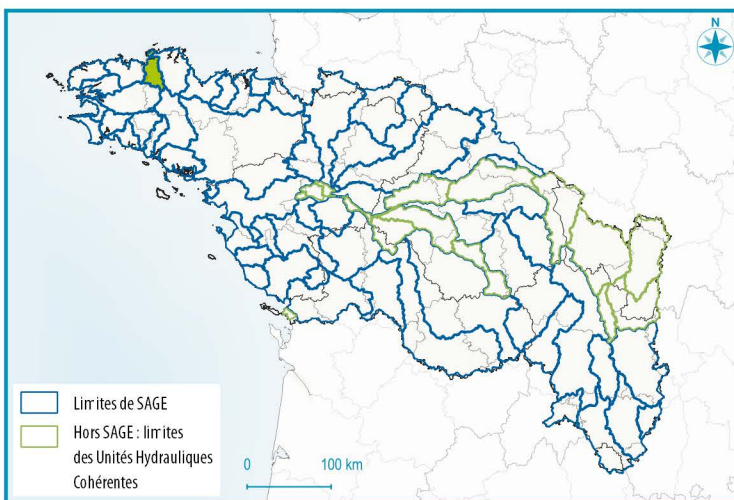 N
Limites de SAGE
Hors SAGE : limites
des Unités Hydrauliques
Cohérentes
0 100 km